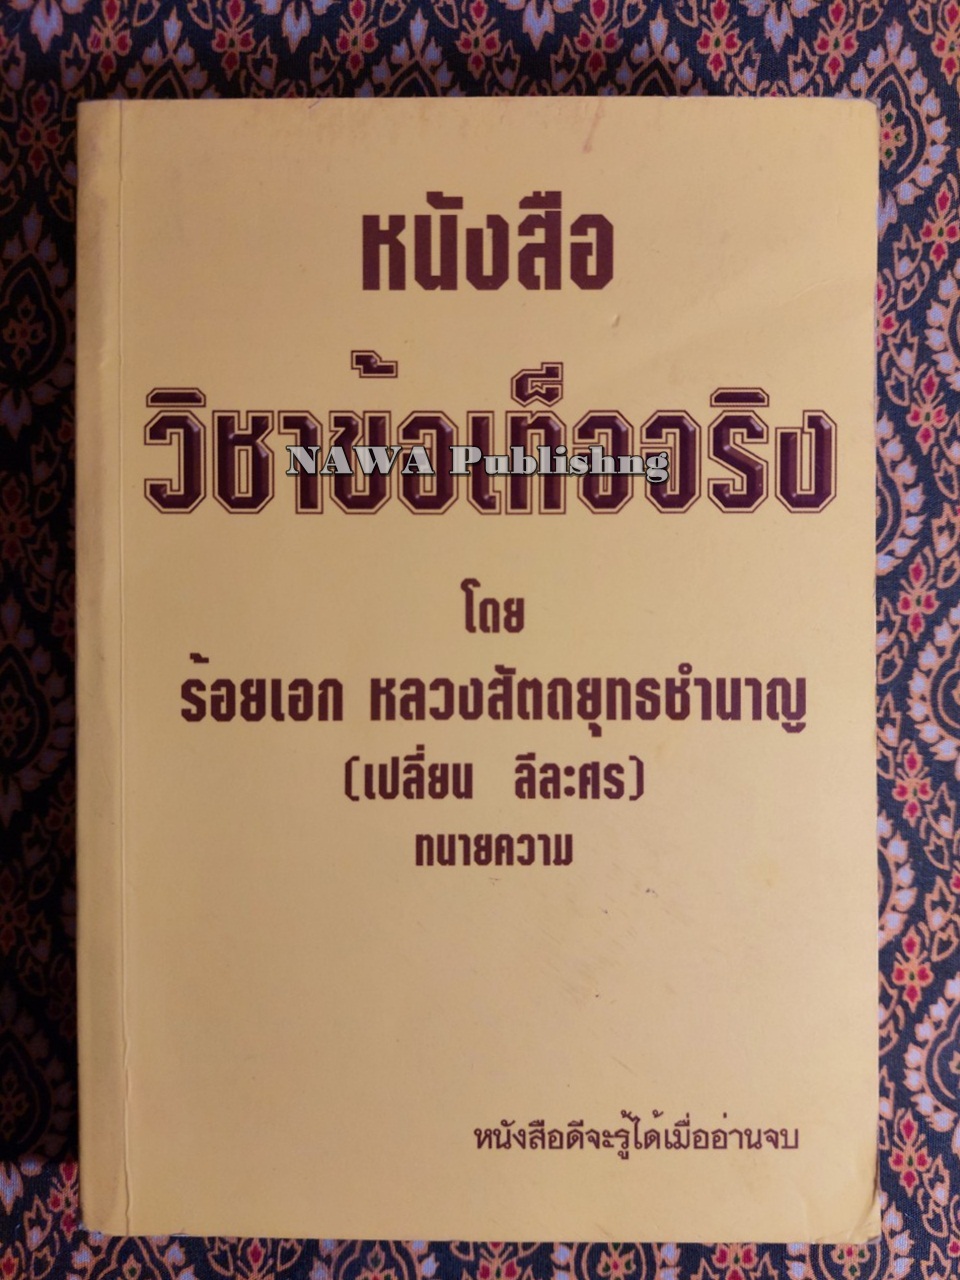 หนังสือ
วิชาข้อเท็ออริง
NAWA Publishng
โดย
ร้อยเอก หลวงสัตถยุทธชำนาญ
(เปลี่ยน ลีละศร)
ทนายความ
หนังสือดีจะรู้ได้เมื่ออ่านจบ